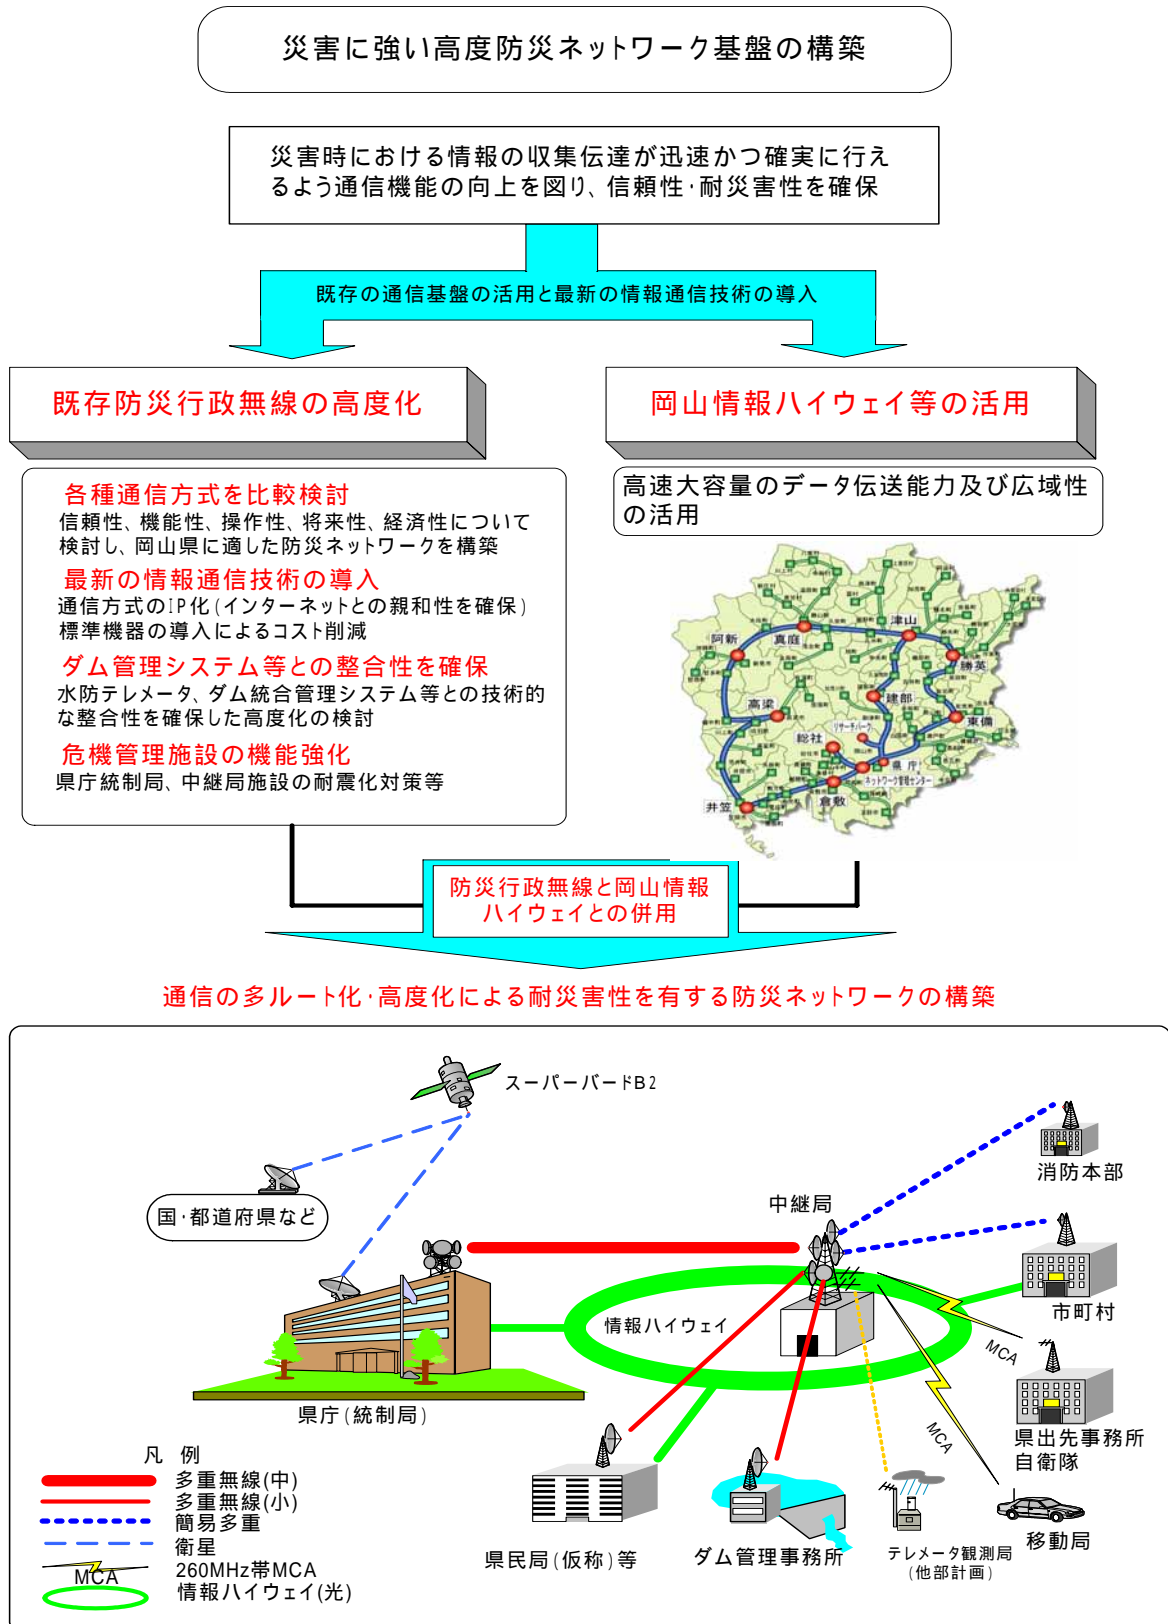 災害に強い高度防災ネットワーク基盤の構築
災害時における情報の収集伝達が迅速かつ確実に行え
るよう通信機能の向上を図り、信頼性・耐災害性を確保
既存の通信基盤の活用と最新の情報通信技術の導入
既存防災行政無線の高度化
各種通信方式を比較検討
信頼性、機能性、操作性、将来性、経済性について
検討し、岡山県に適した防災ネットワークを構築
最新の情報通信技術の導入
通信方式のIP化(インターネットとの親和性を確保)
標準機器の導入によるコスト削減
ダム管理システム等との整合性を確保
水防テレメータ、ダム統合管理システム等との技術的
な整合性を確保した高度化の検討
危機管理施設の機能強化
県庁統制局、中継局施設の耐震化対策等
岡山情報ハイウェイ等の活用
高速大容量のデータ伝送能力及び広域性
の活用
阿新
真庭
津山
勝英
高梁
建部
東備
総社
リサーチパーク
県庁
ネットワーク管理センター
井笠
倉敷
防災行政無線と岡山情報
ハイウェイとの併用
通信の多ルート化・高度化による耐災害性を有する防災ネットワークの構築
スーパーバードB2
国・都道府県など
中継局
消防本部
市町村
情報ハイウェイ
MCA
MCA
県庁(統制局)
県出先事務所
自衛隊
移動局
県民局(仮称)等
ダム管理事務所
テレメータ観測局
(他部計画)
凡 例
多重無線(中)
多重無線(小)
簡易多重
衛星
MCA
260MHz帯MCA
情報ハイウェイ(光)